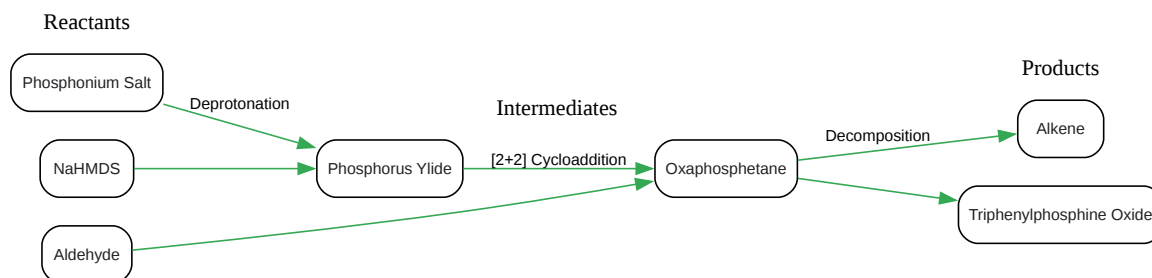 Reactants
Phosphonium Salt
Deprotonation
NaHMDS
Aldehyde
Intermediates
Phosphorus Ylide
[2+2] Cycloaddition
Oxaphosphetane
Products
Decomposition
Alkene
Triphenylphosphine Oxide